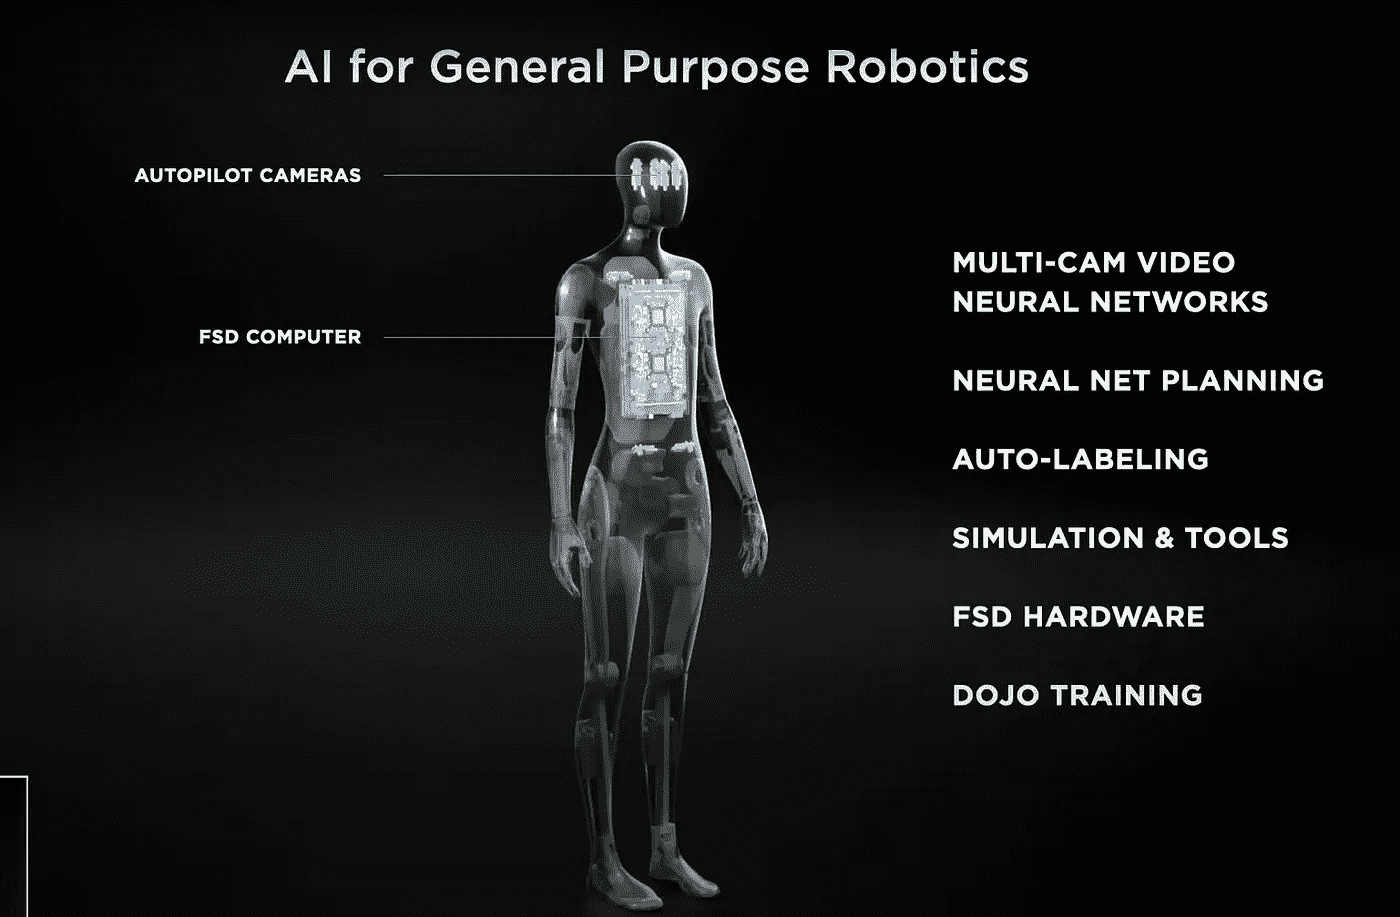 AI for General Purpose Robotics
AUTOPILOT CAMERAS
FSD COMPUTER
MULTI-CAM VIDEO
NEURAL NETWORKS
NEURAL NET PLANNING
AUTO-LABELING
SIMULATION & TOOLS
FSD HARDWARE
DOJO TRAINING